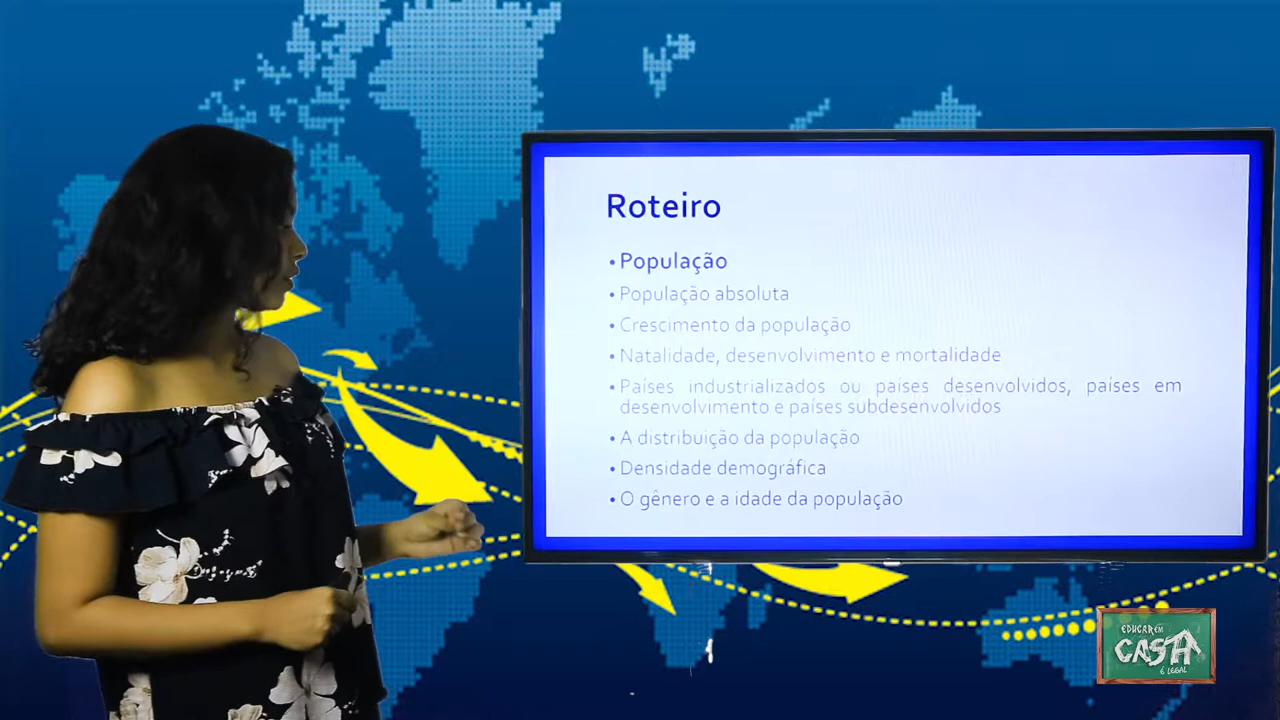 Roteiro
• População
• População absoluta
• Crescimento da população
• Natalidade, desenvolvimento e mortalidade
• Países industrializados ou países desenvolvidos, países em
desenvolvimento e países subdesenvolvidos
• A distribuição da população
• Densidade demográfica
• O gênero e a idade da população
EDUCAR EM
CASA
É LEGAL